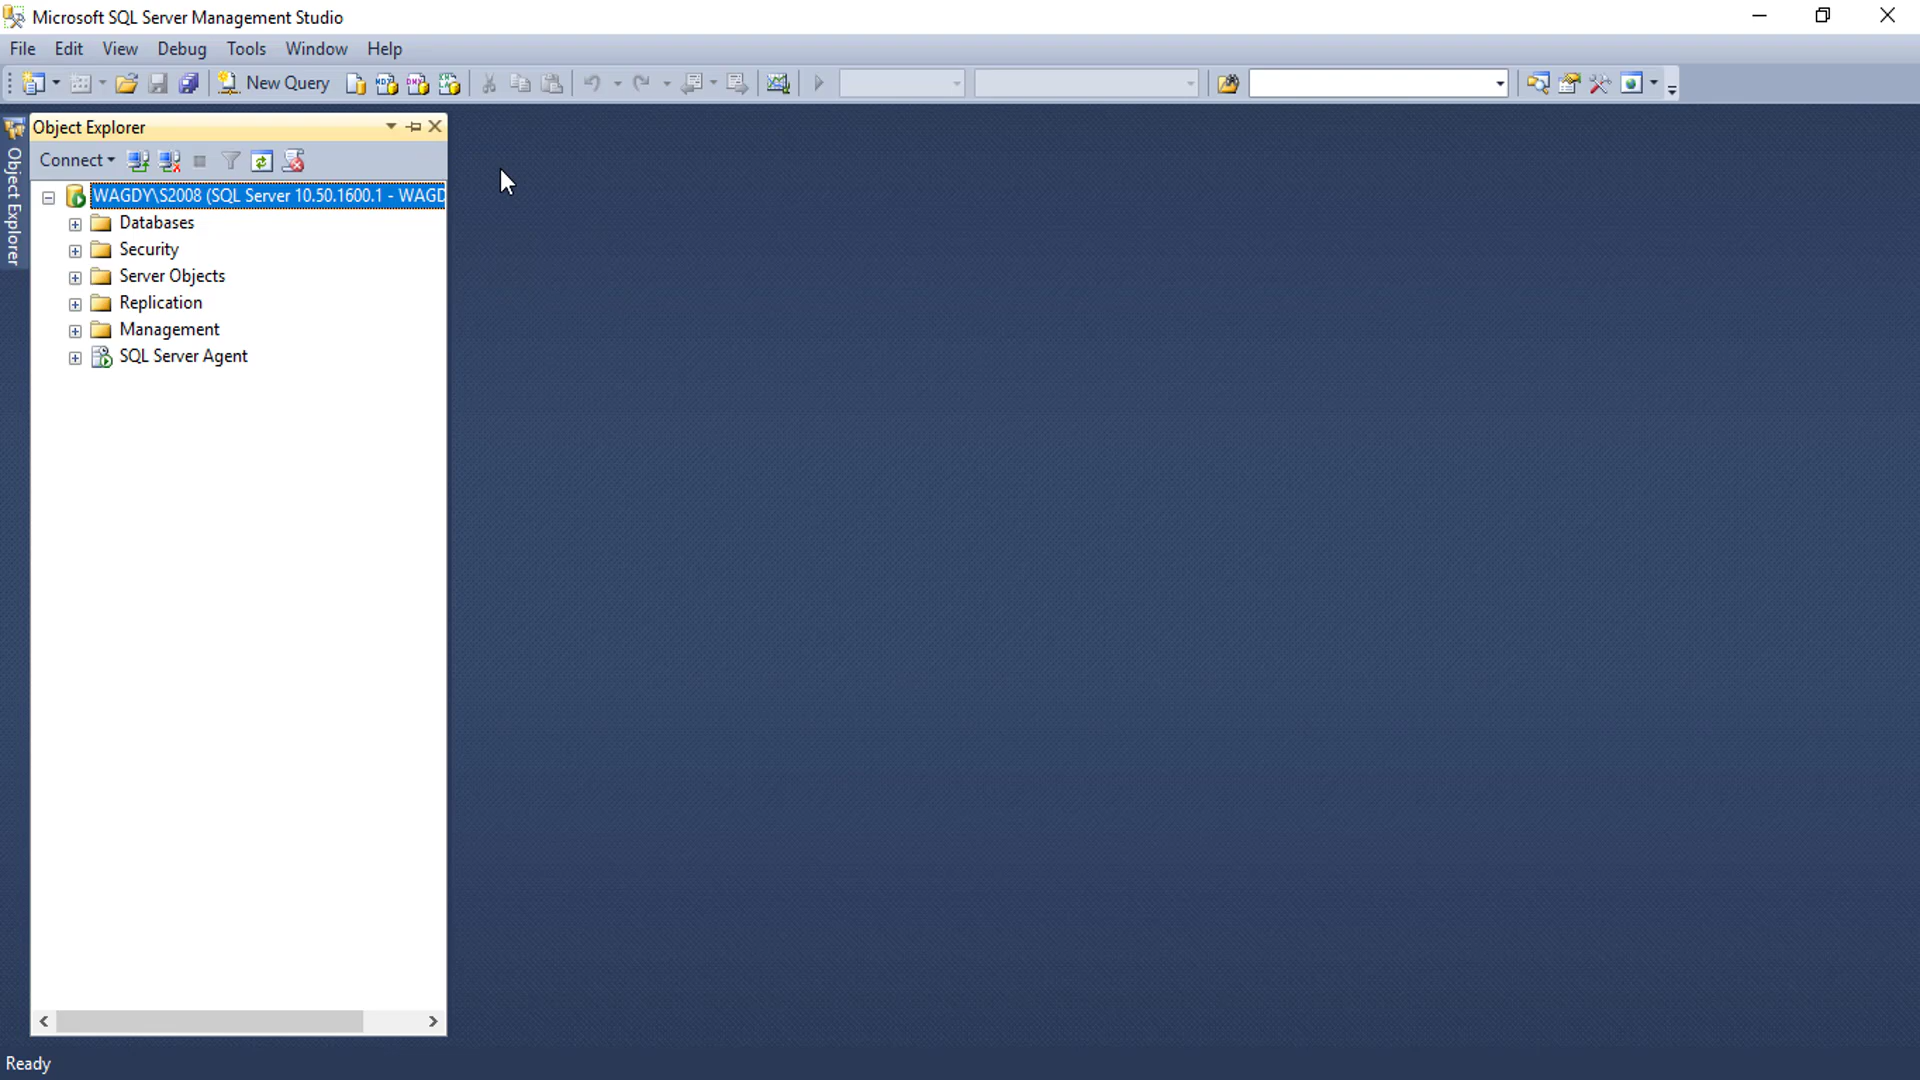 Microsoft SQL Server Management Studio
File Edit View Debug Tools Window Help
New Query
Object Explorer
Object Explorer
Connect
WAGDY\S2008 (SQL Server 10.50.1600.1 - WAGD
Databases
Security
Server Objects
Replication
Management
SQL Server Agent
Ready